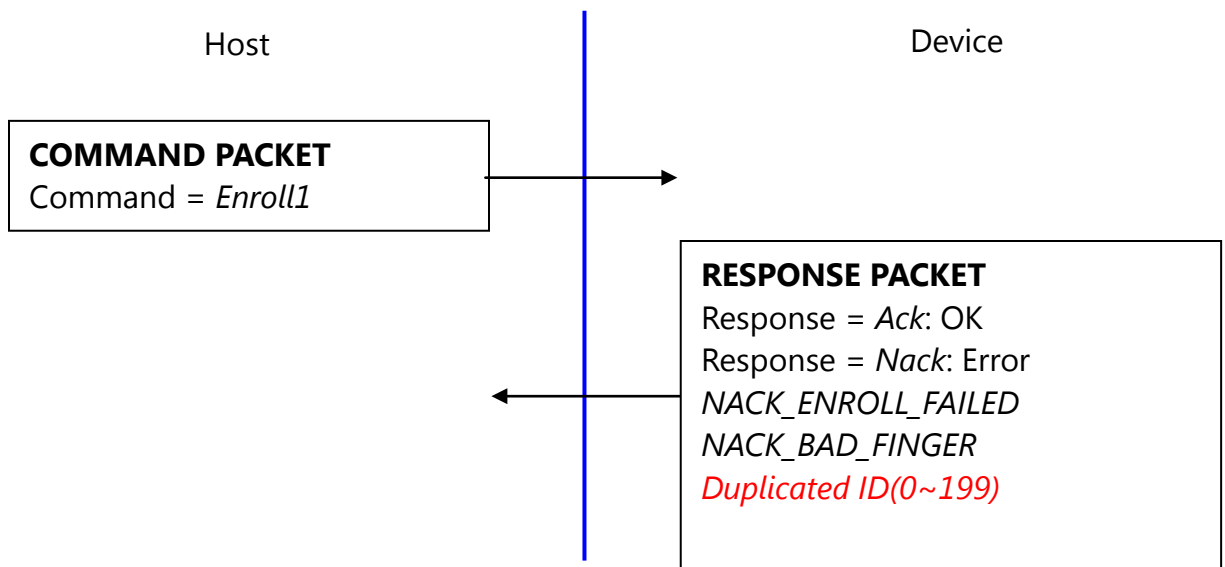 Host
Device
COMMAND PACKET
Command = Enroll1
RESPONSE PACKET
Response = Ack: OK
Response = Nack: Error
NACK_ENROLL_FAILED
NACK_BAD_FINGER
Duplicated ID(0~199)